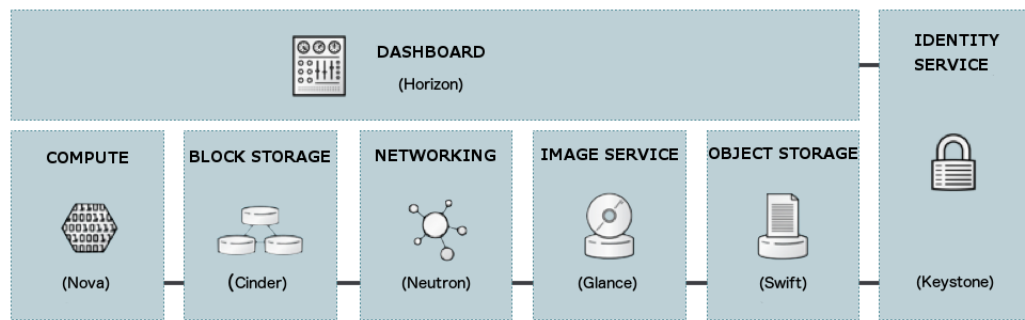 DASHBOARD
(Horizon)
IDENTITY
SERVICE
(Keystone)
COMPUTE
(Nova)
BLOCK STORAGE
(Cinder)
NETWORKING
(Neutron)
IMAGE SERVICE
(Glance)
OBJECT STORAGE
(Swift)